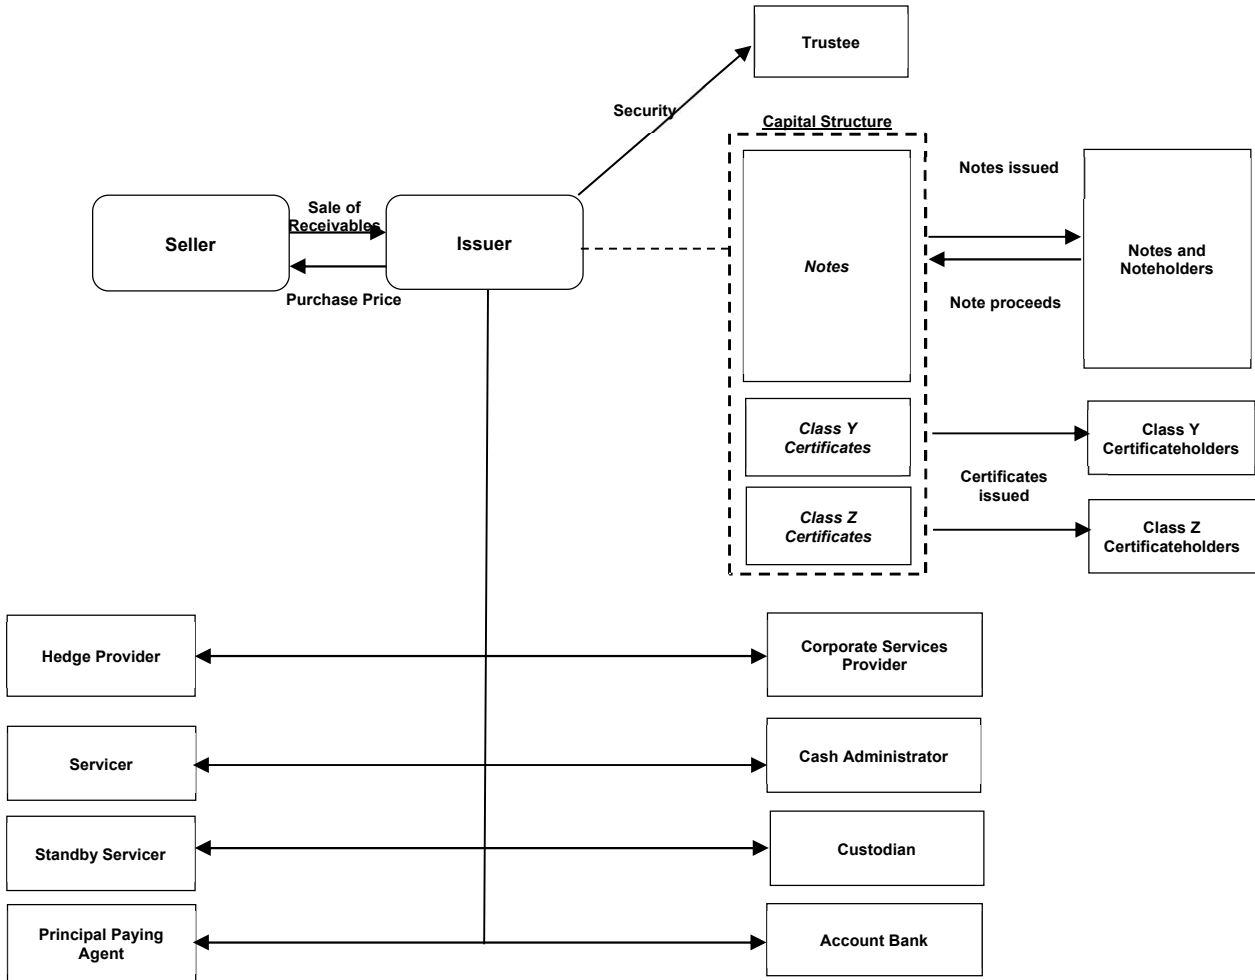 Trustee
Security
Capital Structure
Notes issued
Sale of
Receivables
Seller
Issuer
Notes
Notes and
Noteholders
Purchase Price
Note proceeds
Class Y
Certificates
Class Y
Certificateholders
Certificates
issued
Class Z
Certificates
Class Z
Certificateholders
Hedge Provider
Corporate Services
Provider
Servicer
Cash Administrator
Standby Servicer
Custodian
Principal Paying
Agent
Account Bank